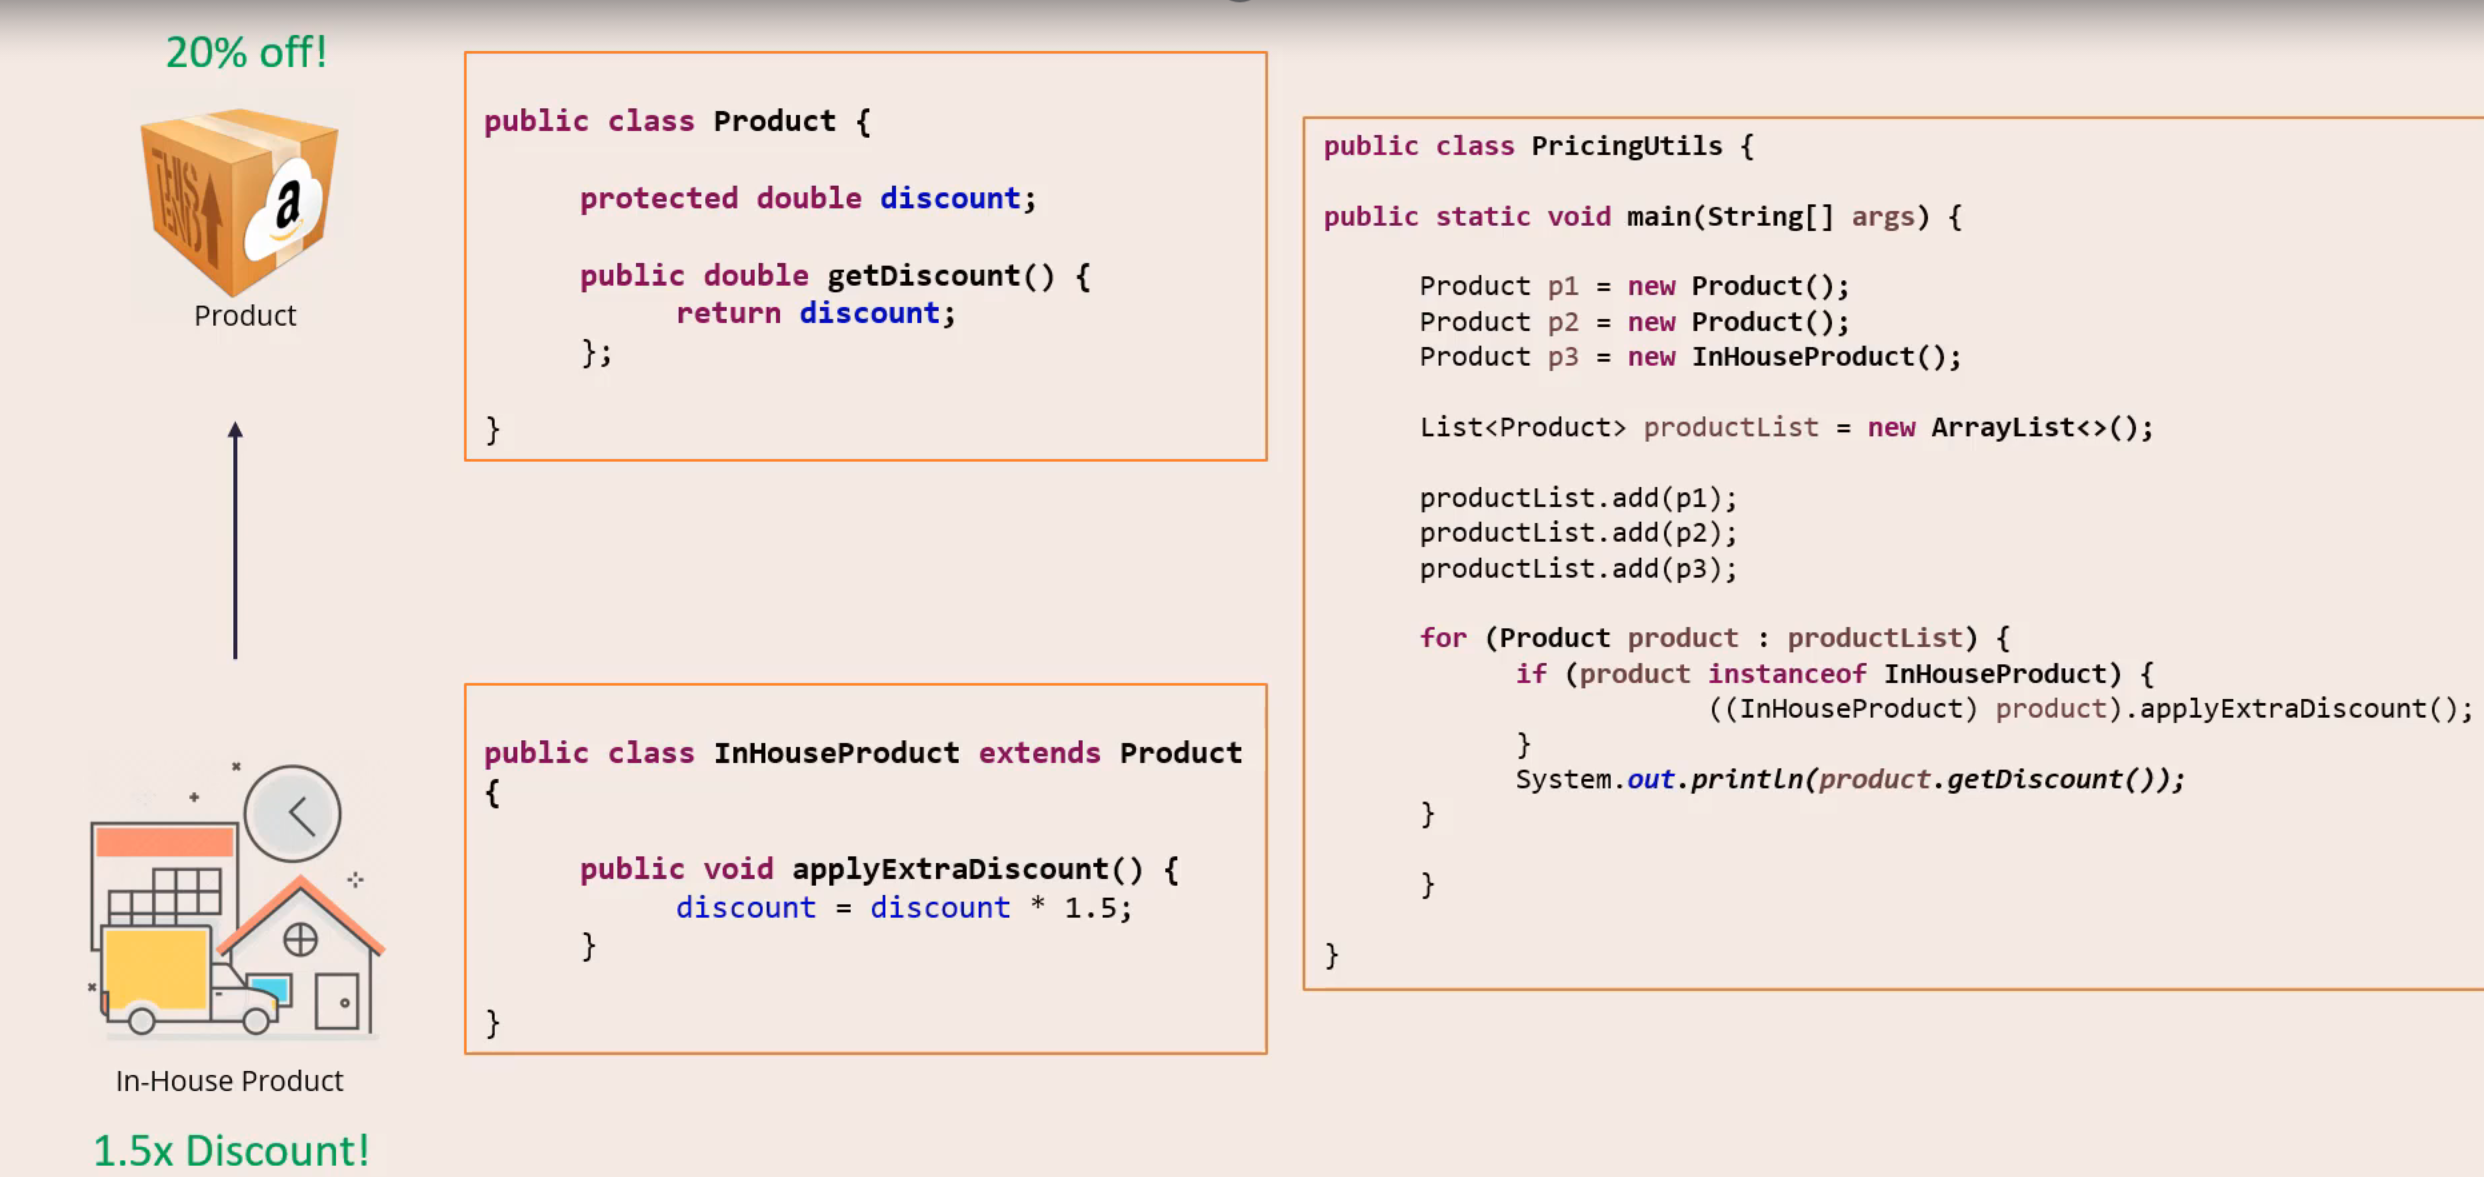 20% off!
THIS
END
a
Product
In-House Product
1.5x Discount!
public class Product {
protected double discount;
public double getDiscount() {
return discount;
};
}
public class InHouseProduct extends Product
{
public void applyExtraDiscount() {
discount = discount * 1.5;
}
}
public class PricingUtils {
public static void main(String[] args) {
Product p1 = new Product();
Product p2 = new Product();
Product p3 = new InHouseProduct();
List<Product> productList = new ArrayList<>();
productList.add(p1);
productList.add(p2);
productList.add(p3);
for (Product product : productList) {
if (product instanceof InHouseProduct) {
((InHouseProduct) product).applyExtraDiscount();
}
System.out.println(product.getDiscount());
}
}
}